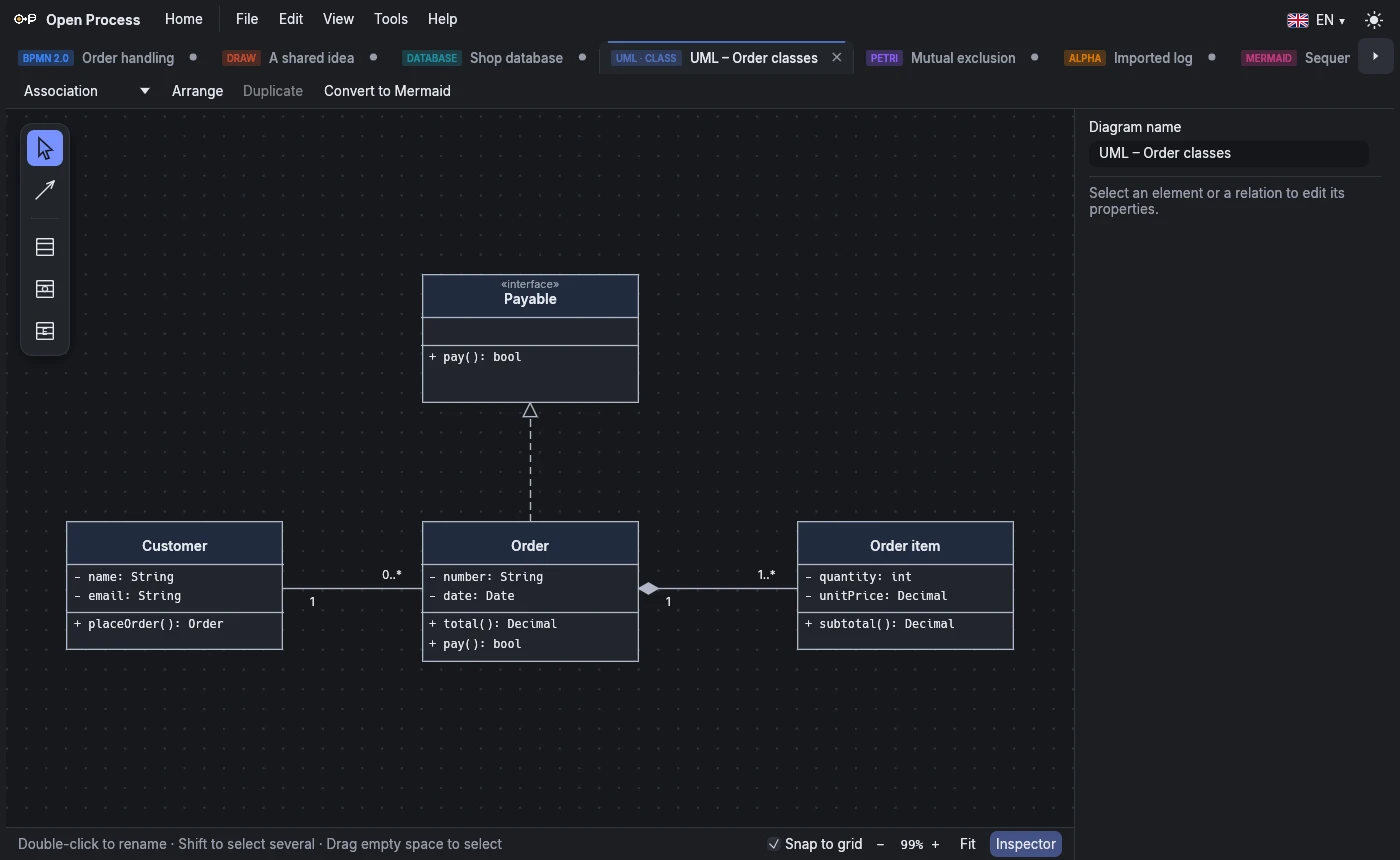 Open Process Home File Edit View Tools Help EN
BPMN 2.0 Order handling DRAW A shared idea DATABASE Shop database UML · CLASS UML – Order classes PETRI Mutual exclusion ALPHA Imported log MERMAID Sequer
Association Arrange Duplicate Convert to Mermaid
Diagram name
UML – Order classes
Select an element or a relation to edit its
properties.
E
«interface»
Payable
+ pay(): bool
Customer
- name: String
- email: String
+ placeOrder(): Order
0..*
1
Order
- number: String
- date: Date
+ total(): Decimal
+ pay(): bool
1..*
1
Order item
- quantity: int
- unitPrice: Decimal
+ subtotal(): Decimal
Double-click to rename · Shift to select several · Drag empty space to select Snap to grid − 99% + Fit Inspector